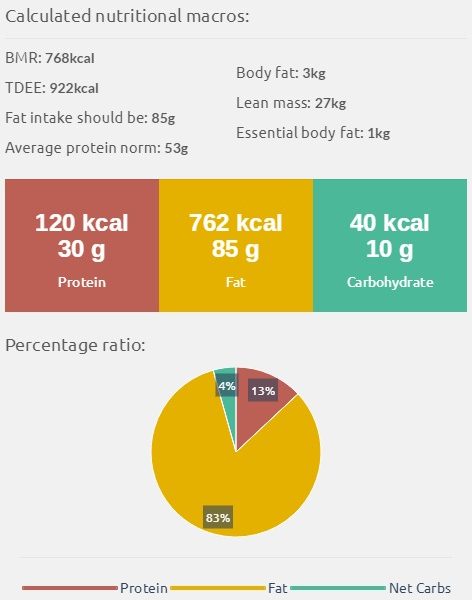 Calculated nutritional macros:
BMR: 768kcal
TDEE: 922kcal
Fat intake should be: 85g
Average protein norm: 53g
Body fat: 3kg
Lean mass: 27kg
Essential body fat: 1kg
120 kcal
30 g
Protein
762 kcal
85 g
Fat
40 kcal
10 g
Carbohydrate
Percentage ratio:
4%
13%
83%
Protein
Fat
Net Carbs